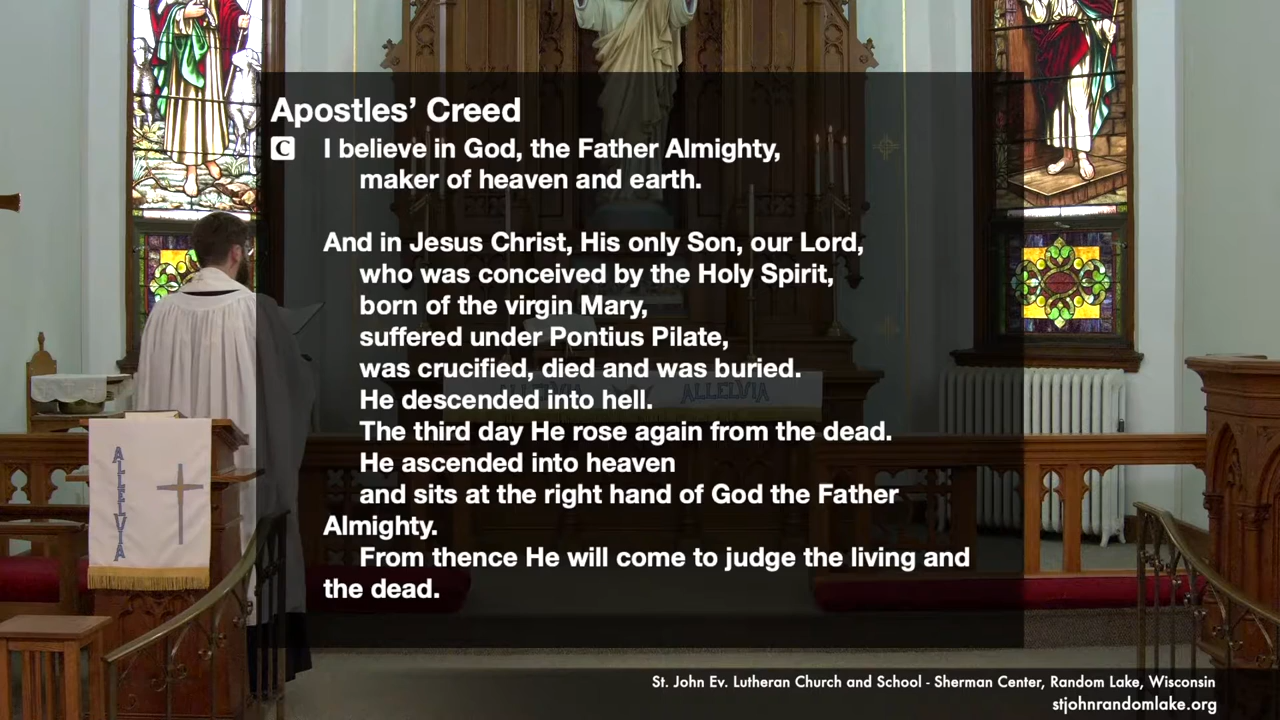 Apostles’ Creed
C I believe in God, the Father Almighty,
maker of heaven and earth.
And in Jesus Christ, His only Son, our Lord,
who was conceived by the Holy Spirit,
born of the virgin Mary,
suffered under Pontius Pilate,
was crucified, died and was buried.
He descended into hell.
The third day He rose again from the dead.
He ascended into heaven
and sits at the right hand of God the Father
Almighty.
From thence He will come to judge the living and
the dead.
ALLELVIA
ALLELVIA
ALLELVIA
St. John Ev. Lutheran Church and School - Sherman Center, Random Lake, Wisconsin
stjohnrandomlake.org